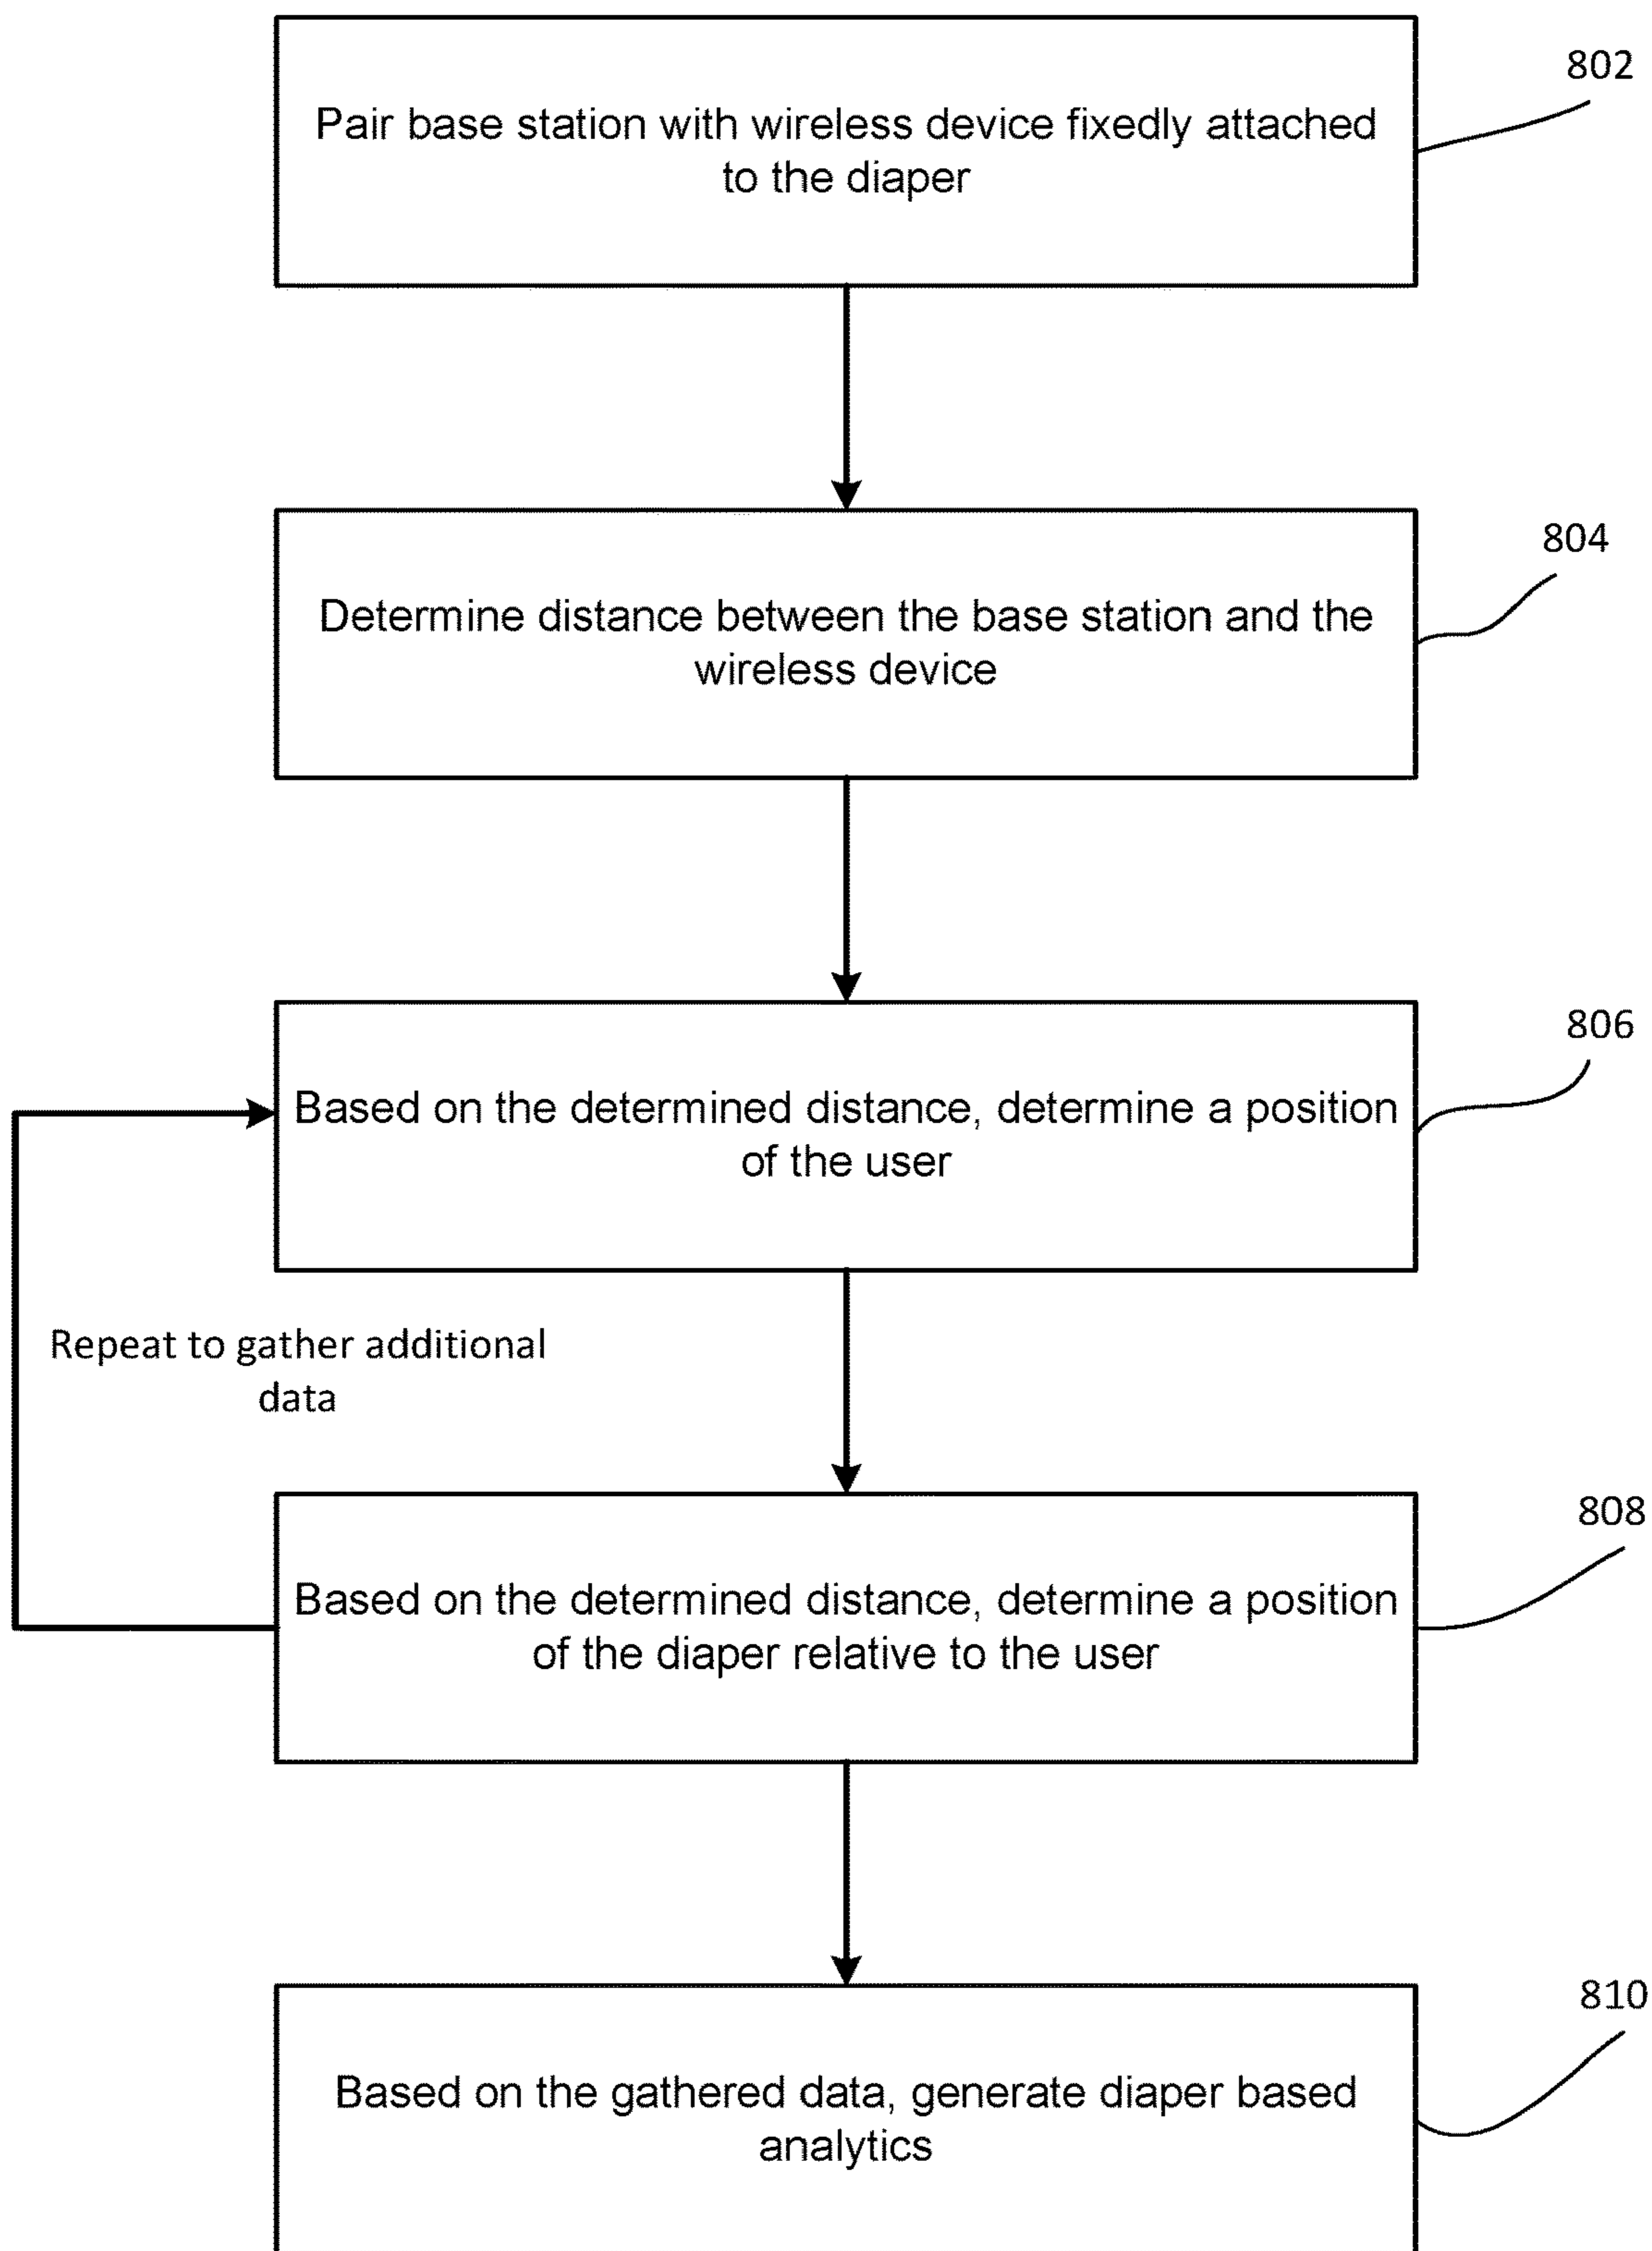 802
Pair base station with wireless device fixedly attached
to the diaper
804
Determine distance between the base station and the
wireless device
806
Based on the determined distance, determine a position
of the user
Repeat to gather additional
data
808
Based on the determined distance, determine a position
of the diaper relative to the user
810
Based on the gathered data, generate diaper based
analytics